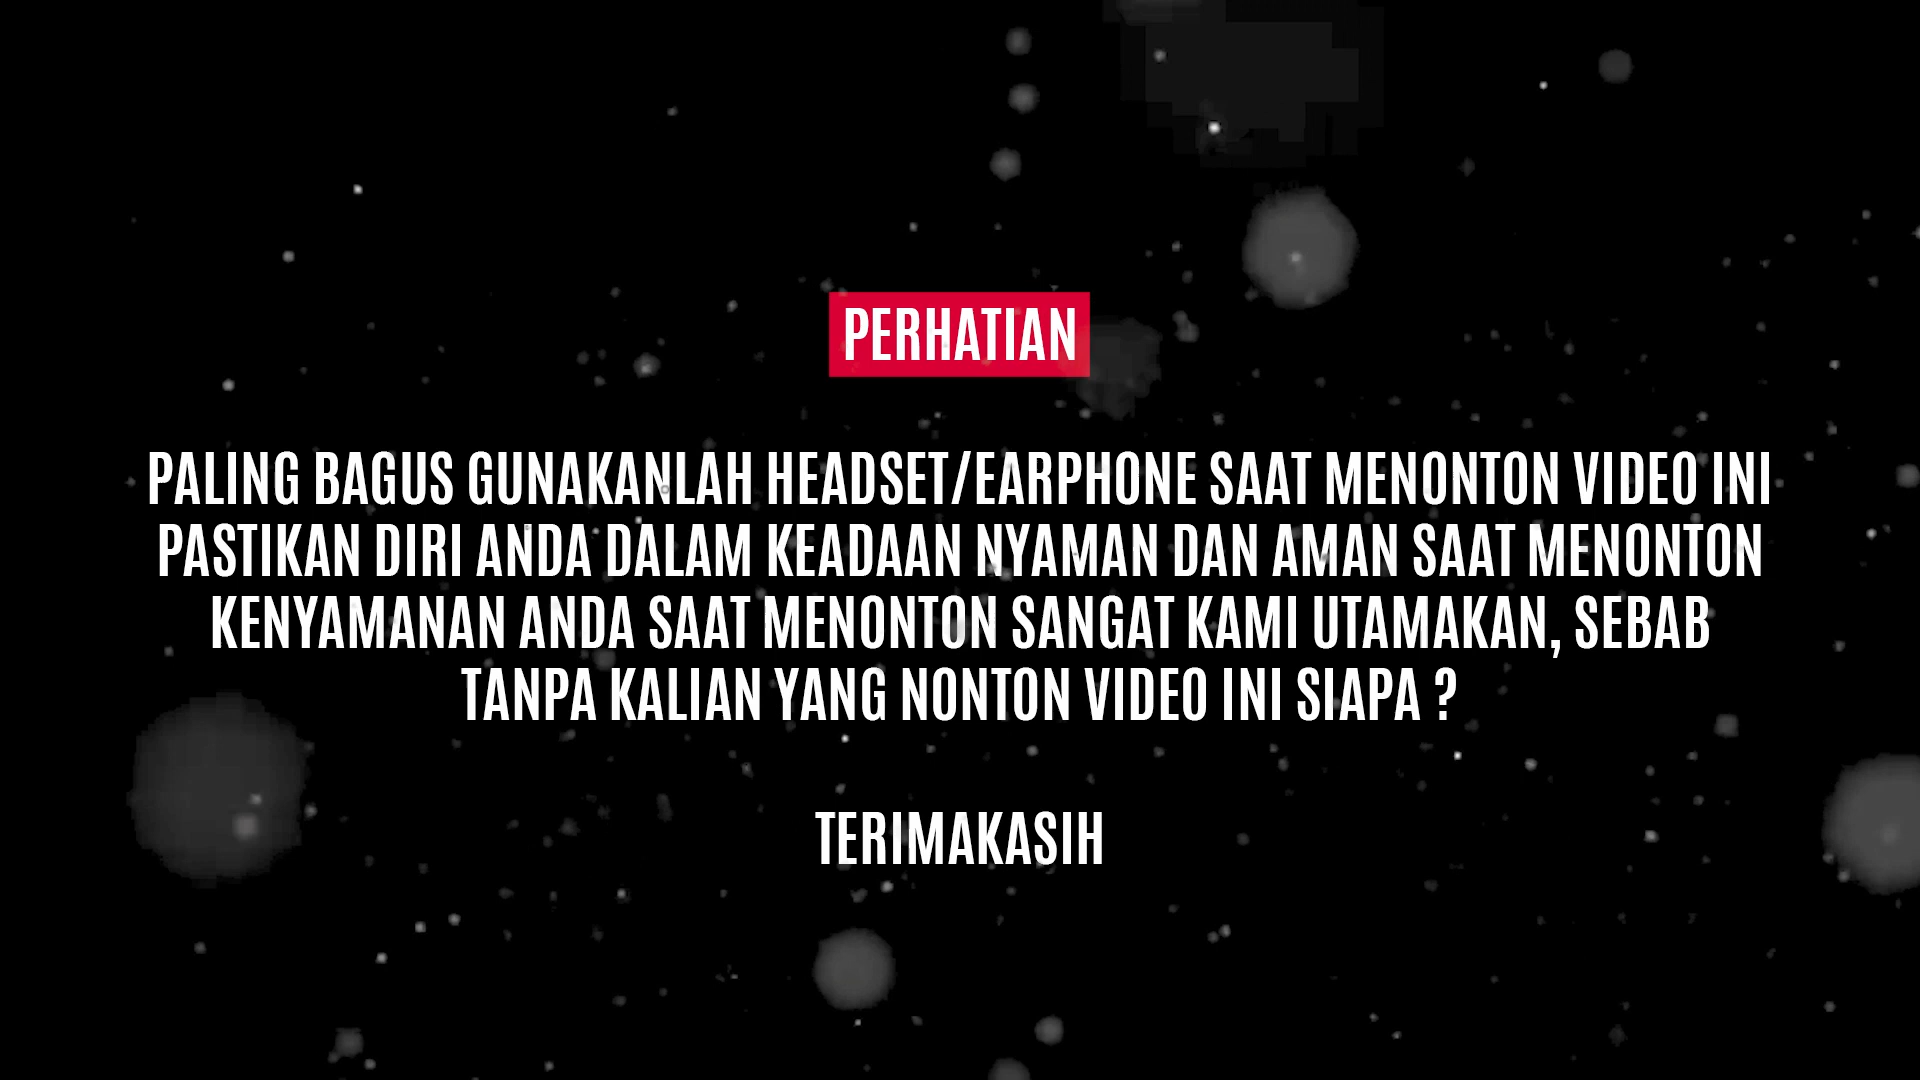 PERHATIAN
PALING BAGUS GUNAKANLAH HEADSET/EARPHONE SAAT MENONTON VIDEO INI
PASTIKAN DIRI ANDA DALAM KEADAAN NYAMAN DAN AMAN SAAT MENONTON
KENYAMANAN ANDA SAAT MENONTON SANGAT KAMI UTAMAKAN, SEBAB
TANPA KALIAN YANG NONTON VIDEO INI SIAPA ?
TERIMAKASIH